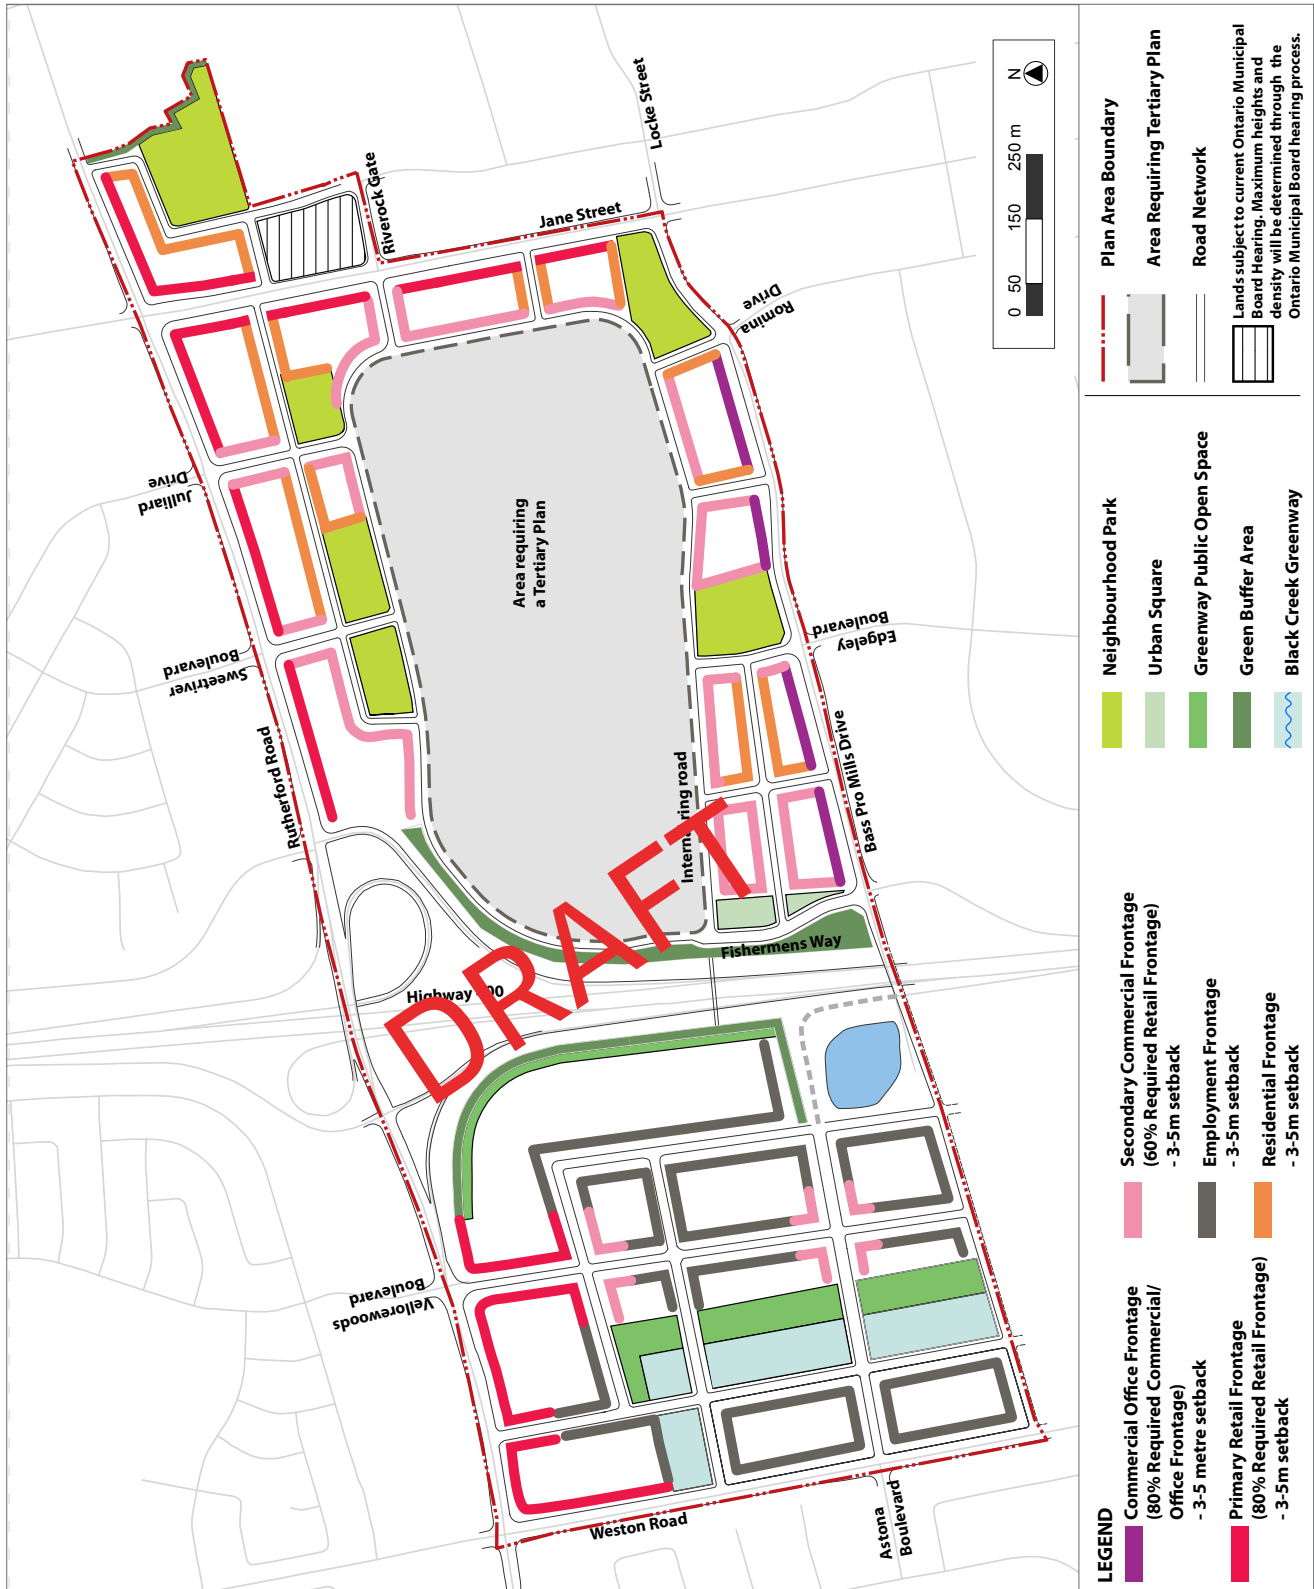 Rutherford Road
Bass Pro Mills Drive
Weston Road
Jane Street
Highway
00
Fishermens Way
Intern
ring road
Vellorewoods
Boulevard
Sweetriver
Boulevard
Julliard
Drive
Edgeley
Boulevard
Romina
Drive
Astona
Boulevard
Riverock Gate
Locke Street
Area requiring
a Tertiary Plan
DRAFT
0 50 150 250 m
N
LEGEND
Commercial Office Frontage
(80% Required Commercial/
Office Frontage)
- 3-5 metre setback
Primary Retail Frontage
(80% Required Retail Frontage)
- 3-5m setback
Secondary Commercial Frontage
(60% Required Retail Frontage)
- 3-5m setback
Employment Frontage
- 3-5m setback
Residential Frontage
- 3-5m setback
Neighbourhood Park
Urban Square
Greenway Public Open Space
Green Buffer Area
Black Creek Greenway
Plan Area Boundary
Area Requiring Tertiary Plan
Road Network
Lands subject to current Ontario Municipal
Board Hearing. Maximum heights and
density will be determined through the
Ontario Municipal Board hearing process.